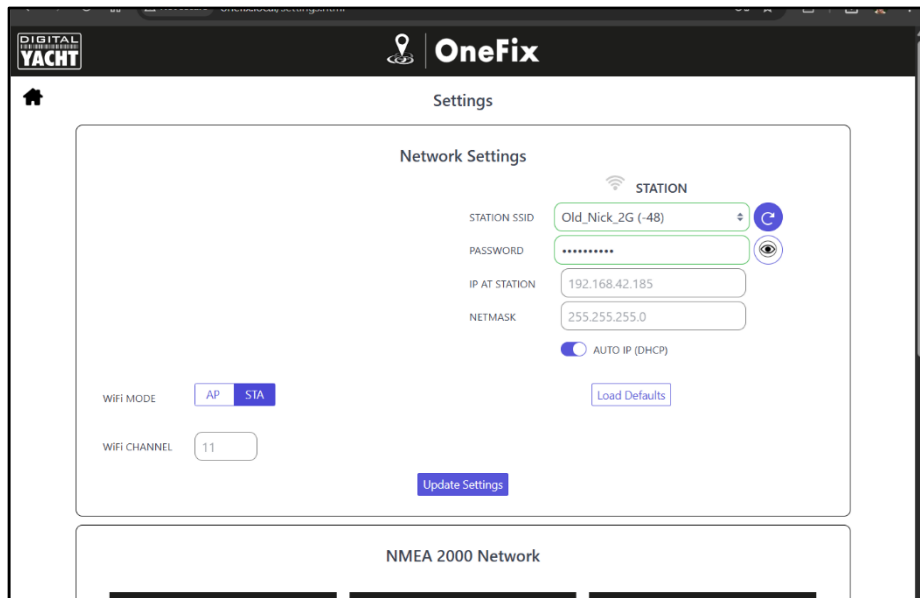 DIGITAL
YACHT
OneFix
Settings
Network Settings
STATION
STATION SSID Old_Nick_2G (-48)
PASSWORD ••••••••••
IP AT STATION 192.168.42.185
NETMASK 255.255.255.0
AUTO IP (DHCP)
WiFi MODE AP STA Load Defaults
WiFi CHANNEL 11
Update Settings
NMEA 2000 Network